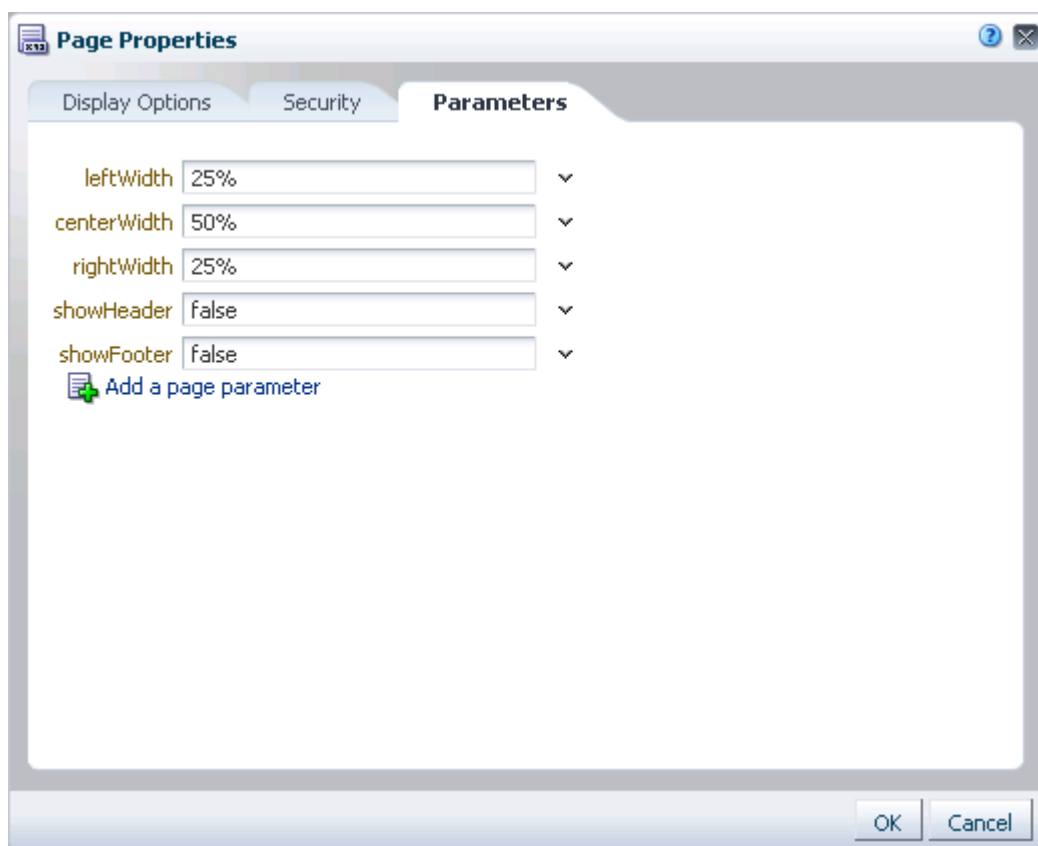 Page Properties
Display Options Security Parameters
leftWidth 25%
centerWidth 50%
rightWidth 25%
showHeader false
showFooter false
Add a page parameter
OK Cancel